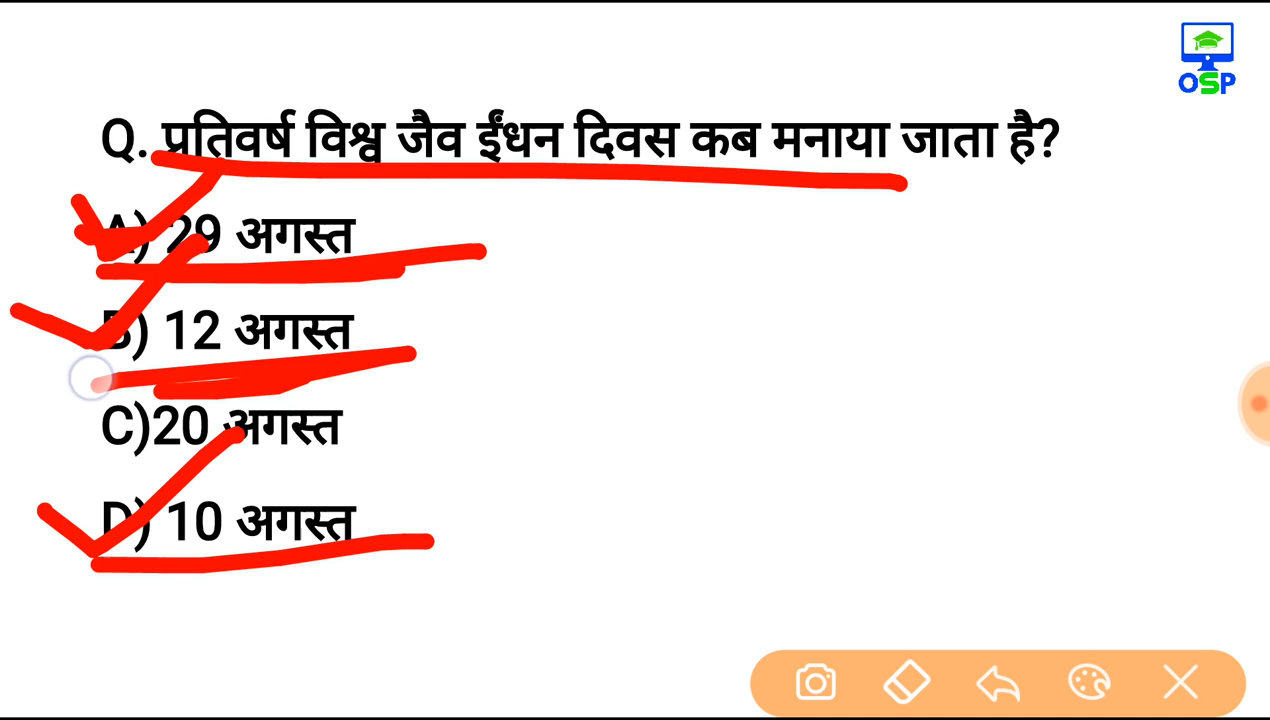 OSP
Q. प्रतिवर्ष विश्व जैव ईंधन दिवस कब मनाया जाता है?
A) 29 अगस्त
B) 12 अगस्त
C)20 अगस्त
D) 10 अगस्त